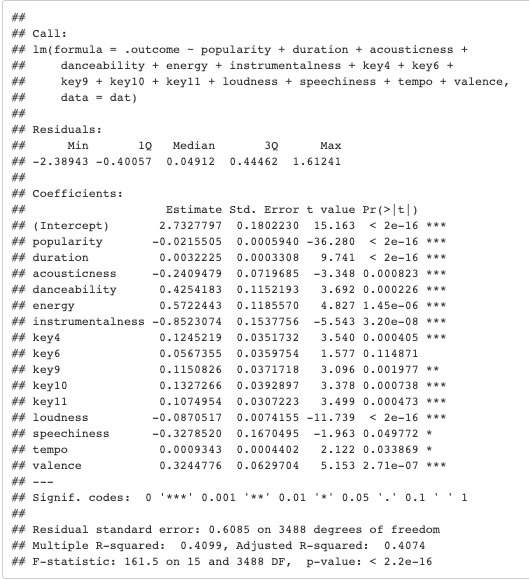 ##
## Call:
## lm(formula = .outcome ~ popularity + duration + acousticness +
##     danceability + energy + instrumentalness + key4 + key6 +
##     key9 + key10 + key11 + loudness + speechiness + tempo + valence,
##     data = dat)
##
## Residuals:
##      Min       1Q   Median       3Q      Max
## -2.38943 -0.40057  0.04912  0.44462  1.61241
##
## Coefficients:
##                    Estimate Std. Error t value Pr(>|t|)
## (Intercept)       2.7327797  0.1802230  15.163  < 2e-16 ***
## popularity       -0.0215505  0.0005940 -36.280  < 2e-16 ***
## duration          0.0032225  0.0003308   9.741  < 2e-16 ***
## acousticness     -0.2409479  0.0719685  -3.348 0.000823 ***
## danceability      0.4254183  0.1152193   3.692 0.000226 ***
## energy            0.5722443  0.1185570   4.827 1.45e-06 ***
## instrumentalness -0.8523074  0.1537756  -5.543 3.20e-08 ***
## key4              0.1245219  0.0351732   3.540 0.000405 ***
## key6              0.0567355  0.0359754   1.577 0.114871
## key9              0.1150826  0.0371718   3.096 0.001977 **
## key10             0.1327266  0.0392897   3.378 0.000738 ***
## key11             0.1074954  0.0307223   3.499 0.000473 ***
## loudness         -0.0870517  0.0074155 -11.739  < 2e-16 ***
## speechiness      -0.3278520  0.1670495  -1.963 0.049772 *
## tempo             0.0009343  0.0004402   2.122 0.033869 *
## valence           0.3244776  0.0629704   5.153 2.71e-07 ***
## ---
## Signif. codes:  0 '***' 0.001 '**' 0.01 '*' 0.05 '.' 0.1 ' ' 1
##
## Residual standard error: 0.6085 on 3488 degrees of freedom
## Multiple R-squared:  0.4099, Adjusted R-squared:  0.4074
## F-statistic: 161.5 on 15 and 3488 DF,  p-value: < 2.2e-16